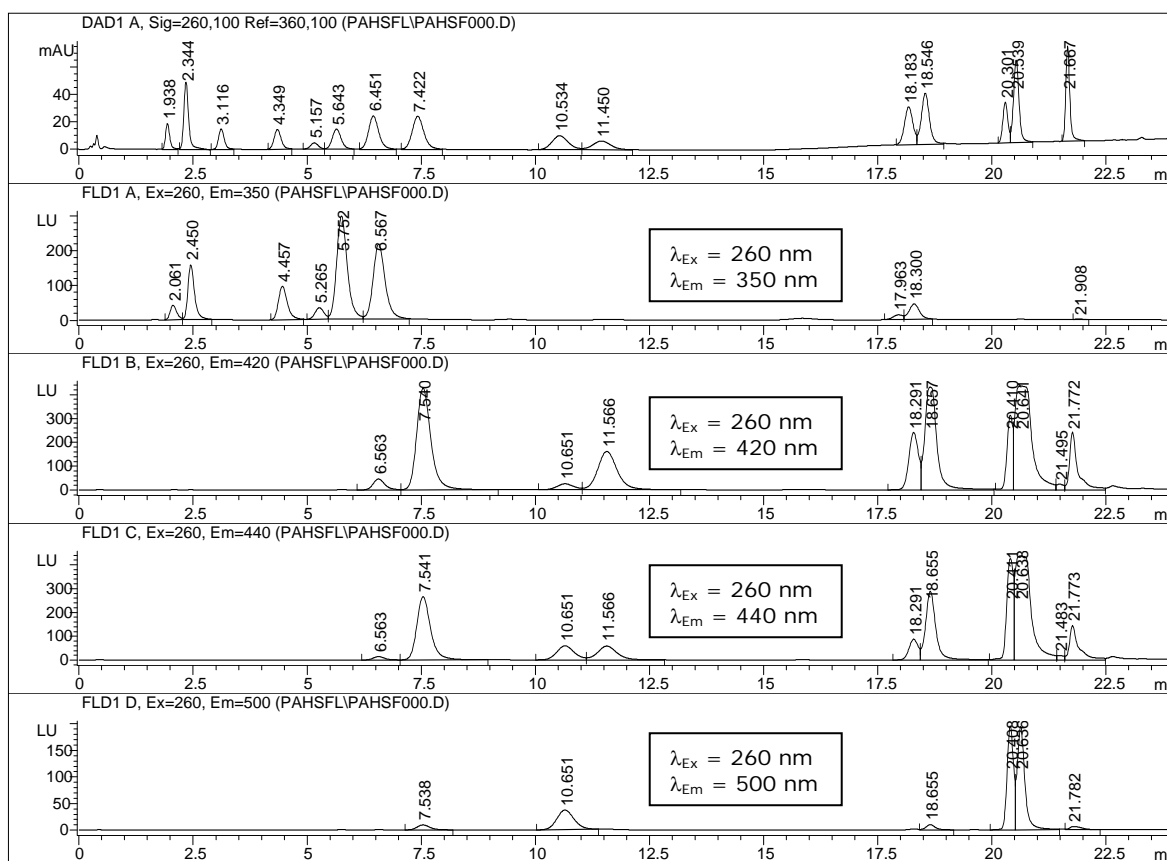 DAD1 A, Sig=260,100 Ref=360,100 (PAHSFL\PAHSF000.D)
mAU
1.938 2.344 3.116 4.349 5.157 5.643 6.451 7.422 10.534 11.450 18.183 18.546 20.301 20.539 21.667
40
20
0
0 2.5 5 7.5 10 12.5 15 17.5 20 22.5 m
FLD1 A, Ex=260, Em=350 (PAHSFL\PAHSF000.D)
LU
2.061 2.450 4.457 5.265 5.752 6.567 17.963 18.300 21.908
200
100
0
λEx = 260 nm
λEm = 350 nm
0 2.5 5 7.5 10 12.5 15 17.5 20 22.5 m
FLD1 B, Ex=260, Em=420 (PAHSFL\PAHSF000.D)
LU
6.563 7.540 10.651 11.566 18.291 18.657 20.410 20.641 21.495 21.772
300
200
100
0
λEx = 260 nm
λEm = 420 nm
0 2.5 5 7.5 10 12.5 15 17.5 20 22.5 m
FLD1 C, Ex=260, Em=440 (PAHSFL\PAHSF000.D)
LU
6.563 7.541 10.651 11.566 18.291 18.655 20.411 20.638 21.483 21.773
300
200
100
0
λEx = 260 nm
λEm = 440 nm
0 2.5 5 7.5 10 12.5 15 17.5 20 22.5 m
FLD1 D, Ex=260, Em=500 (PAHSFL\PAHSF000.D)
LU
7.538 10.651 18.655 20.408 20.636 21.782
150
100
50
0
λEx = 260 nm
λEm = 500 nm
0 2.5 5 7.5 10 12.5 15 17.5 20 22.5 m